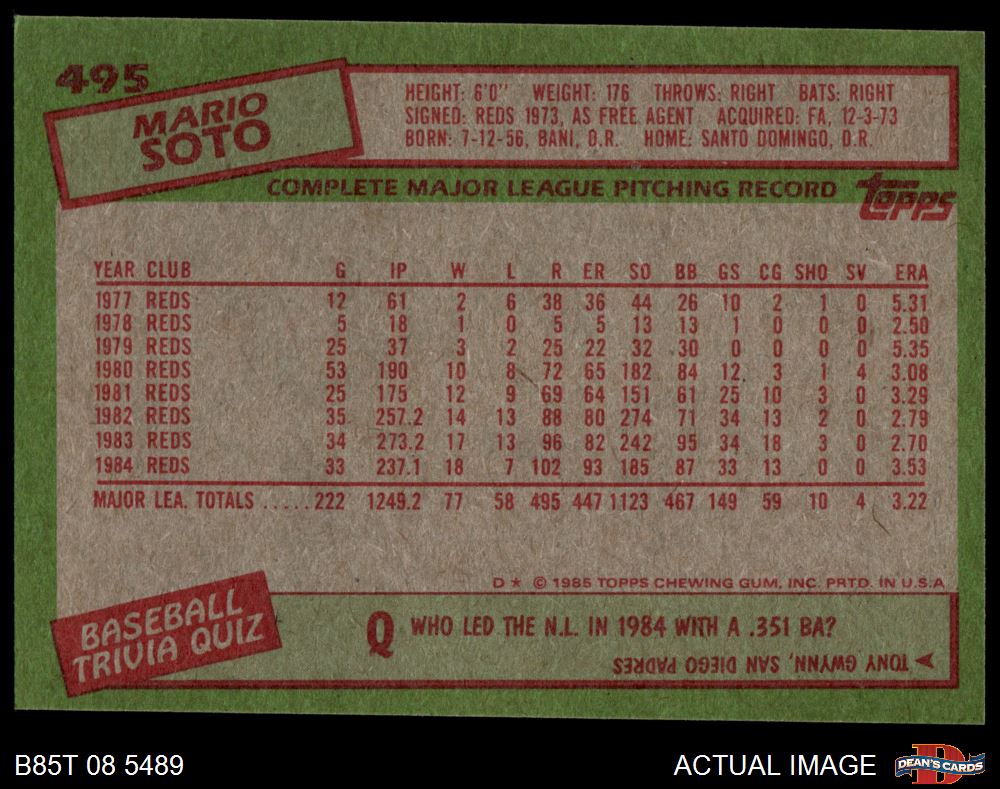 495
MARIO
SOTO
HEIGHT: 6'0" WEIGHT: 176 THROWS: RIGHT BATS: RIGHT
SIGNED: REDS 1973, AS FREE AGENT ACQUIRED: FA, 12-3-73
BORN: 7-12-56, BANI, D.R. HOME: SANTO DOMINGO, D.R.
COMPLETE MAJOR LEAGUE PITCHING RECORD
topps
YEAR CLUB G IP W L R ER SO BB GS CG SHO SV ERA
1977 REDS 12 61 2 6 38 36 44 26 10 2 1 0 5.31
1978 REDS 5 18 1 0 5 5 13 13 1 0 0 0 2.50
1979 REDS 25 37 3 2 25 22 32 30 0 0 0 0 5.35
1980 REDS 53 190 10 8 72 65 182 84 12 3 1 4 3.08
1981 REDS 25 175 12 9 69 64 151 61 25 10 3 0 3.29
1982 REDS 35 257.2 14 13 88 80 274 71 34 13 2 0 2.79
1983 REDS 34 273.2 17 13 96 82 242 95 34 18 3 0 2.70
1984 REDS 33 237.1 18 7 102 93 185 87 33 13 0 0 3.53
MAJOR LEA. TOTALS .....222 1249.2 77 58 495 447 1123 467 149 59 10 4 3.22
D * © 1985 TOPPS CHEWING GUM, INC. PRTD. IN U.S.A.
BASEBALL
TRIVIA QUIZ
Q WHO LED THE N.L. IN 1984 WITH A .351 BA?
TONY GWYNN, SAN DIEGO PADRES
B85T 08 5489
ACTUAL IMAGE
D
DEAN'S CARDS